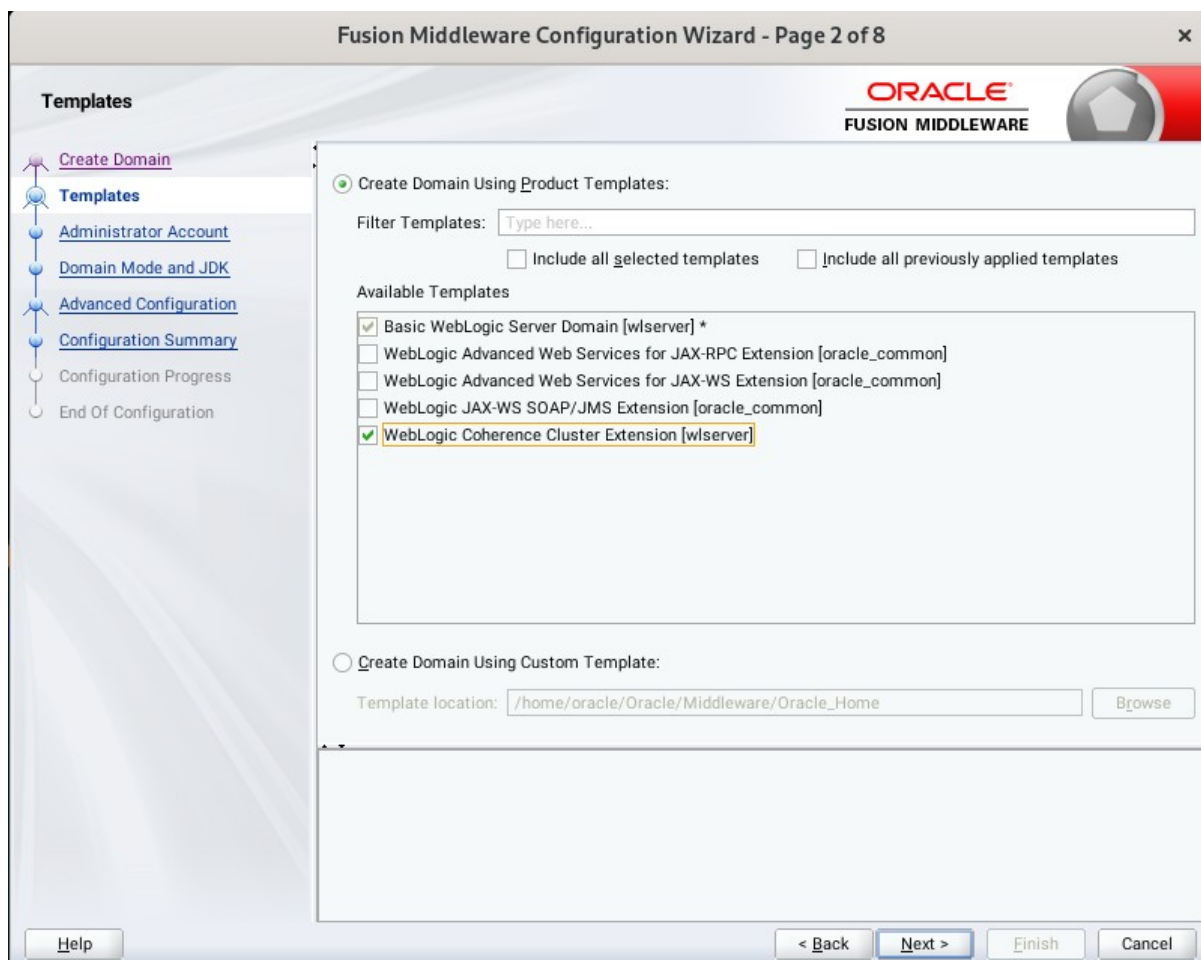 Fusion Middleware Configuration Wizard - Page 2 of 8
Templates
ORACLE
FUSION MIDDLEWARE
Create Domain
Templates
Administrator Account
Domain Mode and JDK
Advanced Configuration
Configuration Summary
Configuration Progress
End Of Configuration
Create Domain Using Product Templates:
Filter Templates: Type here...
Include all selected templates Include all previously applied templates
Available Templates
Basic WebLogic Server Domain [wlserver] *
WebLogic Advanced Web Services for JAX-RPC Extension [oracle_common]
WebLogic Advanced Web Services for JAX-WS Extension [oracle_common]
WebLogic JAX-WS SOAP/JMS Extension [oracle_common]
WebLogic Coherence Cluster Extension [wlserver]
Create Domain Using Custom Template:
Template location: /home/oracle/Oracle/Middleware/Oracle_Home Browse
Help < Back Next > Finish Cancel